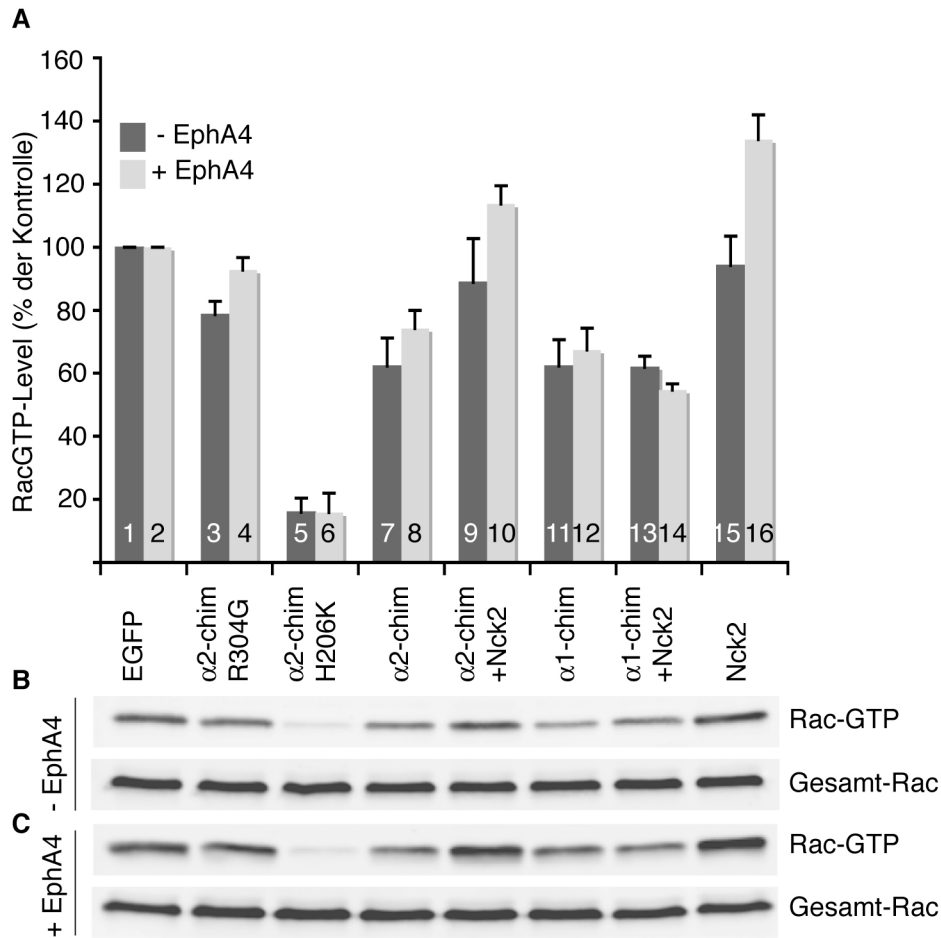 A
160
140
120
100
80
60
40
20
RacGTP-Level (% der Kontrolle)
- EphA4
+ EphA4
1 2 3 4 5 6 7 8 9 10 11 12 13 14 15 16
EGFP
α2-chim
R304G
α2-chim
H206K
α2-chim
α2-chim
+Nck2
α1-chim
α1-chim
+Nck2
Nck2
B
- EphA4
Rac-GTP
Gesamt-Rac
C
+ EphA4
Rac-GTP
Gesamt-Rac